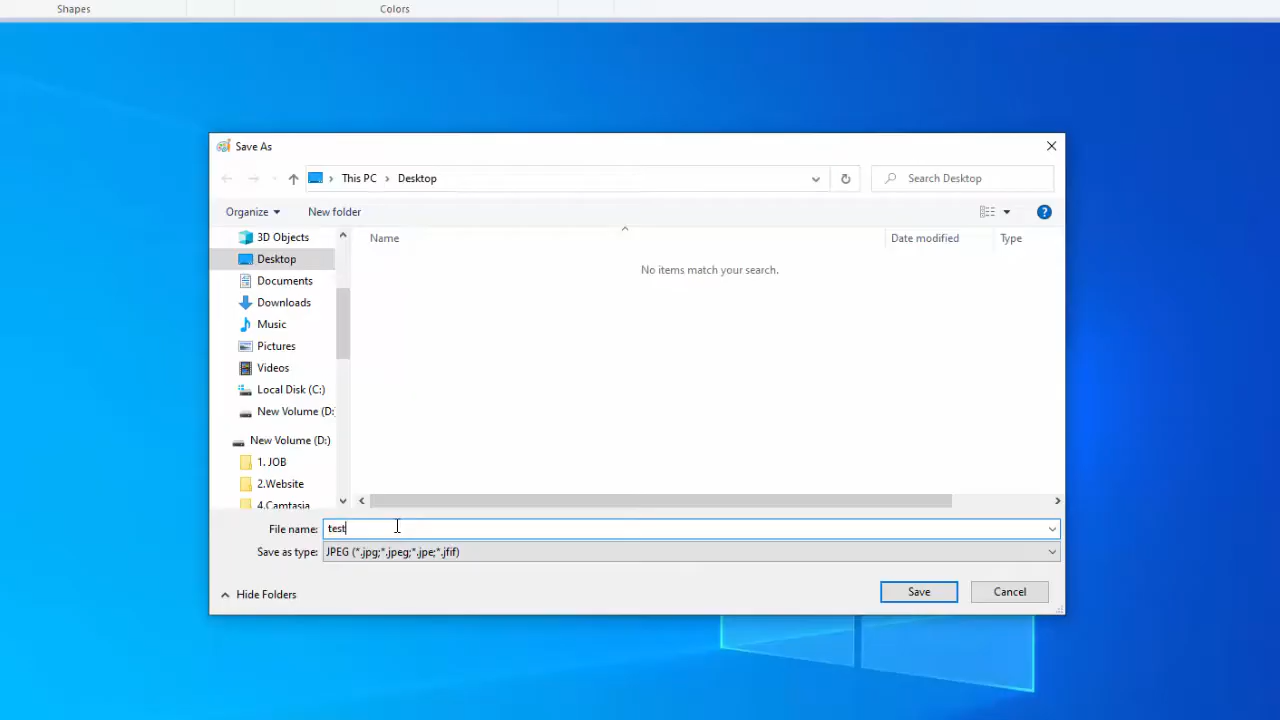 Shapes
Colors
Save As
This PC
Desktop
Search Desktop
Organize
New folder
3D Objects
Desktop
Documents
Downloads
Music
Pictures
Videos
Local Disk (C:)
New Volume (D:
New Volume (D:)
1. JOB
2.Website
4.Camtasia
Name
Date modified
Type
No items match your search.
File name: test
Save as type: JPEG (*.jpg;*.jpeg;*.jpe;*.jfif)
Hide Folders
Save
Cancel